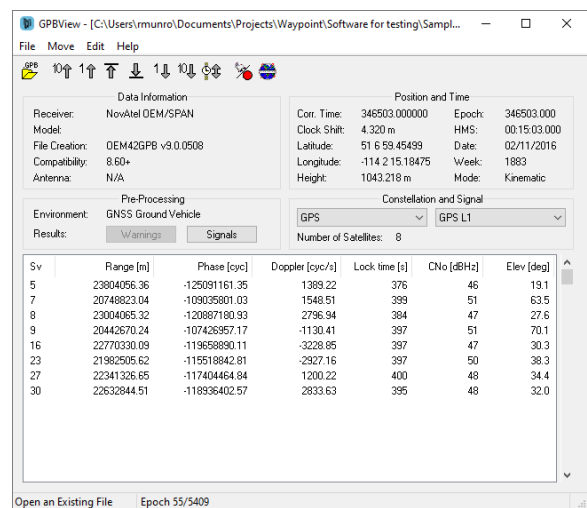 GPBView - [C:\Users\rmunro\Documents\Projects\Waypoint\Software for testing\Sampl...
File Move Edit Help
GPB 10 1 1 10
Data Information
Receiver: NovAtel OEM/SPAN
Model:
File Creation: OEM42GPB v9.0.0508
Compatibility: 8.60+
Antenna: N/A
Position and Time
Corr. Time: 346503.000000 Epoch: 346503.000
Clock Shift: 4.320 m HMS: 00:15:03.000
Latitude: 51 6 59.45499 Date: 02/11/2016
Longitude: -114 2 15.18475 Week: 1883
Height: 1043.218 m Mode: Kinematic
Pre-Processing
Environment: GNSS Ground Vehicle
Results: Warnings Signals
Constellation and Signal
GPS GPS L1
Number of Satellites: 8
Sv Range [m] Phase [cyc] Doppler [cyc/s] Lock time [s] CNo [dBHz] Elev [deg]
5 23804056.36 -125091161.35 1389.22 376 46 19.1
7 20748823.04 -109035801.03 1548.51 399 51 63.5
8 23004065.32 -120887180.93 2796.94 384 47 27.6
9 20442670.24 -107426957.17 -1130.41 397 51 70.1
16 22770330.09 -119658890.11 -3228.85 397 47 30.3
23 21982505.62 -115518842.81 -2927.16 397 50 38.3
27 22341326.65 -117404464.84 1200.22 400 48 34.4
30 22632844.51 -118936402.57 2833.63 395 48 32.0
Open an Existing File Epoch 55/5409